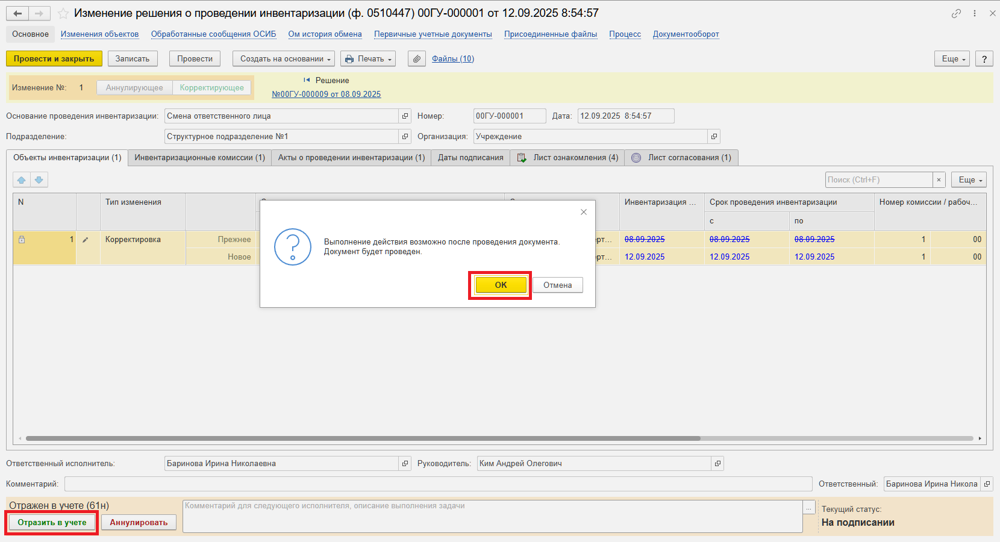 Изменение решения о проведении инвентаризации (ф. 0510447) 00ГУ-000001 от 12.09.2025 8:54:57
Основное Изменения объектов Обработанные сообщения ОСИБ Ом история обмена Первичные учетные документы Присоединенные файлы Процесс Документооборот
Провести и закрыть Записать Провести Создать на основании Печать Файлы (10) Еще ?
Решение
Изменение №: 1 Аннулирующее Корректирующее
№00ГУ-000009 от 08.09.2025
Основание проведения инвентаризации: Смена ответственного лица Номер: 00ГУ-000001 Дата: 12.09.2025 8:54:57
Подразделение: Структурное подразделение №1 Организация: Учреждение
Объекты инвентаризации (1) Инвентаризационные комиссии (1) Акты о проведении инвентаризации (1) Даты подписания Лист ознакомления (4) Лист согласования (1)
Поиск (Ctrl+F) × Еще
N Тип изменения Инвентаризация ... Срок проведения инвентаризации Номер комиссии / рабоч...
с по
1 Корректировка Прежнее ерт... 08.09.2025 08.09.2025 08.09.2025 1 00
Новое ерт... 12.09.2025 12.09.2025 12.09.2025 1 00
Выполнение действия возможно после проведения документа.
Документ будет проведен.
ОК Отмена
Ответственный исполнитель: Баринова Ирина Николаевна Руководитель: Ким Андрей Олегович
Комментарий: Ответственный: Баринова Ирина Никола
Отражен в учете (61н) Комментарий для следующего исполнителя, описание выполнения задачи ...
Текущий статус:
Отразить в учете Аннулировать На подписании